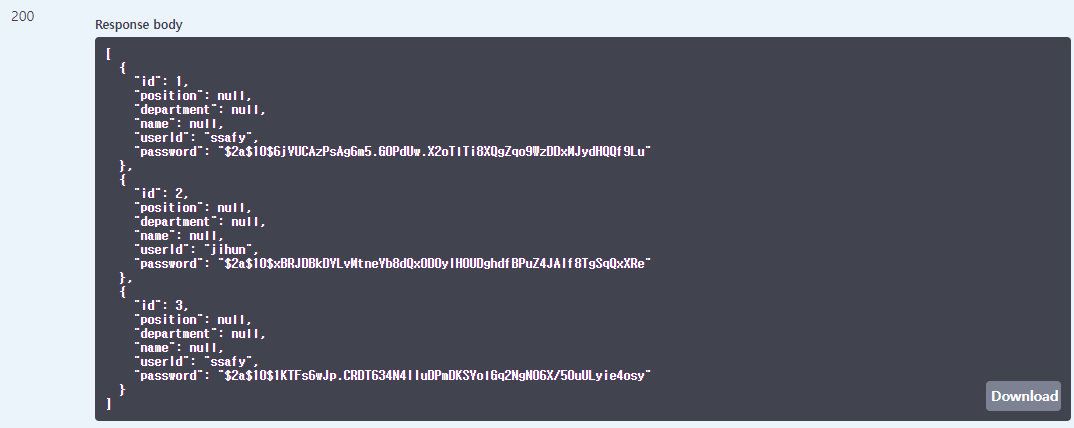 200
Response body
[
{
"id": 1,
"position": null,
"department": null,
"name": null,
"userId": "ssafy",
"password": "$2a$10$6jVUCAzPsAg6m5.GOPdUw.X2oTlTi8XQgZqo9WzDDxMJydHQQf9Lu"
},
{
"id": 2,
"position": null,
"department": null,
"name": null,
"userId": "jihun",
"password": "$2a$10$xBRJDBkDYLvMtneYb8dQxODOylHOUDghdfBPuZ4JAlf8TgSqQxXRe"
},
{
"id": 3,
"position": null,
"department": null,
"name": null,
"userId": "ssafy",
"password": "$2a$10$1KTFs6wJp.CRDT634N4lIuDPmDKSYolGq2NgNO6X/5OuULyie4osy"
}
]
Download